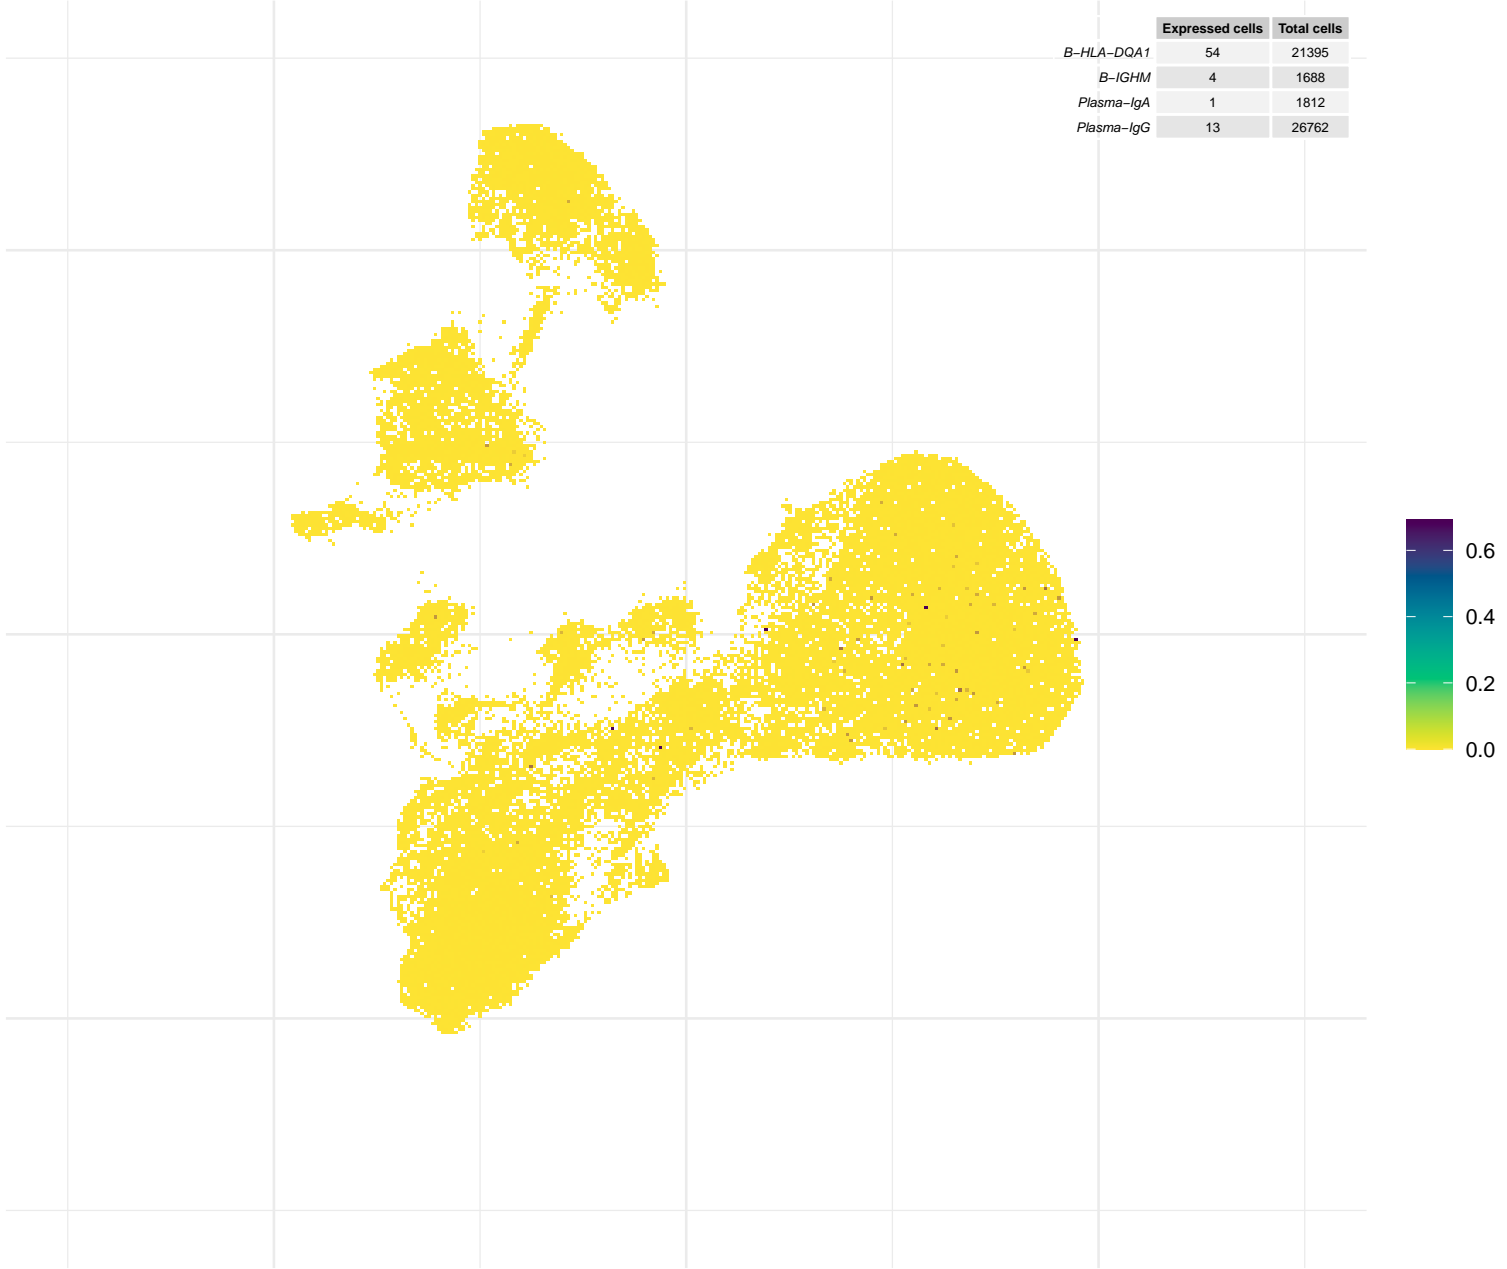 Expressed cells Total cells
B−HLA−DQA1 54 21395
B−IGHM 4 1688
Plasma−IgA 1 1812
Plasma−IgG 13 26762
0.6
0.4
0.2
0.0